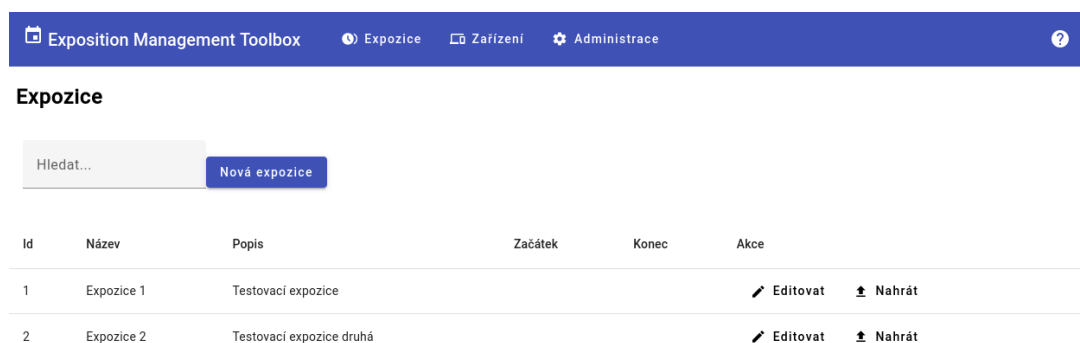 Exposition Management Toolbox Expozice Zařízení Administrace
Expozice
Hledat...
Nová expozice
Id Název Popis Začátek Konec Akce
1 Expozice 1 Testovací expozice Editovat Nahrát
2 Expozice 2 Testovací expozice druhá Editovat Nahrát